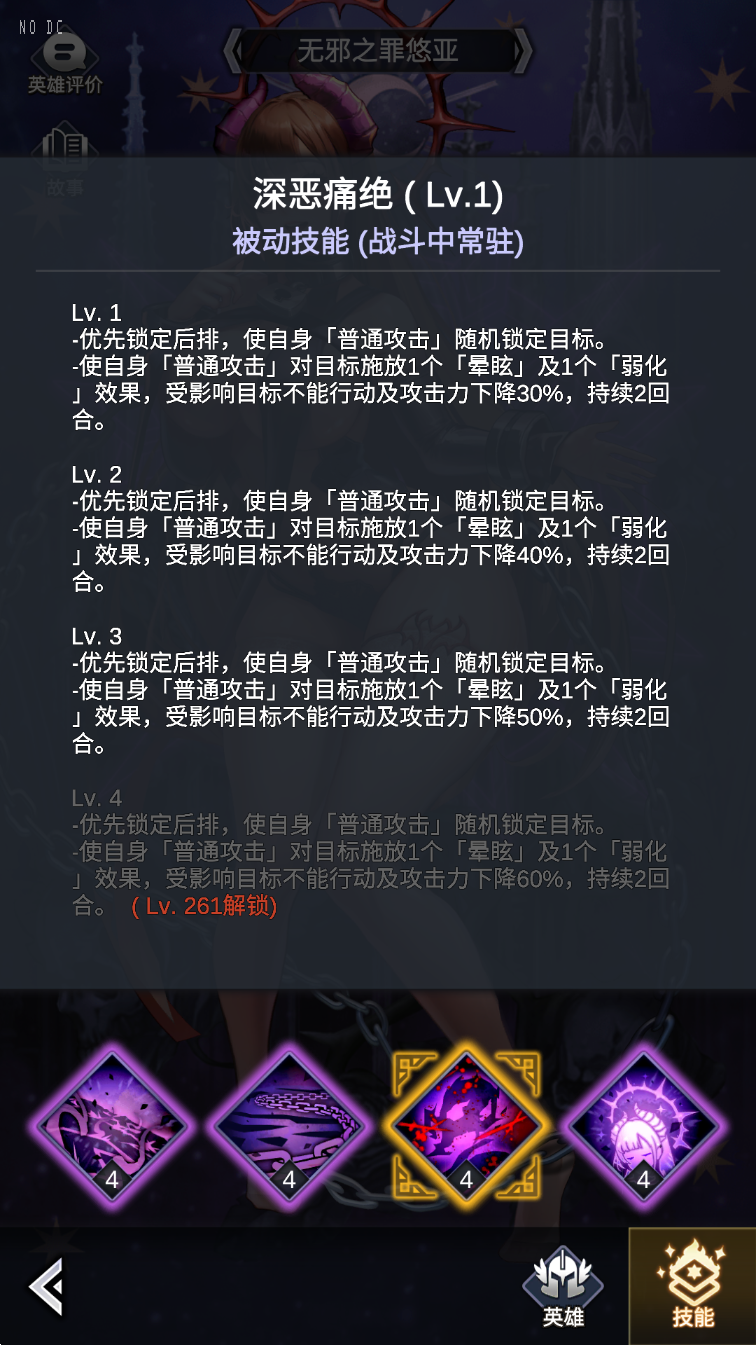 NO DC
无邪之罪悠亚
英雄评价
故事
深恶痛绝 ( Lv.1)
被动技能 (战斗中常驻)
Lv. 1
-优先锁定后排，使自身「普通攻击」随机锁定目标。
-使自身「普通攻击」对目标施放1个「晕眩」及1个「弱化
」效果，受影响目标不能行动及攻击力下降30%，持续2回
合。
Lv. 2
-优先锁定后排，使自身「普通攻击」随机锁定目标。
-使自身「普通攻击」对目标施放1个「晕眩」及1个「弱化
」效果，受影响目标不能行动及攻击力下降40%，持续2回
合。
Lv. 3
-优先锁定后排，使自身「普通攻击」随机锁定目标。
-使自身「普通攻击」对目标施放1个「晕眩」及1个「弱化
」效果，受影响目标不能行动及攻击力下降50%，持续2回
合。
Lv. 4
-优先锁定后排，使自身「普通攻击」随机锁定目标。
-使自身「普通攻击」对目标施放1个「晕眩」及1个「弱化
」效果，受影响目标不能行动及攻击力下降60%，持续2回
合。 ( Lv. 261解锁)
4 4 4 4
英雄 技能